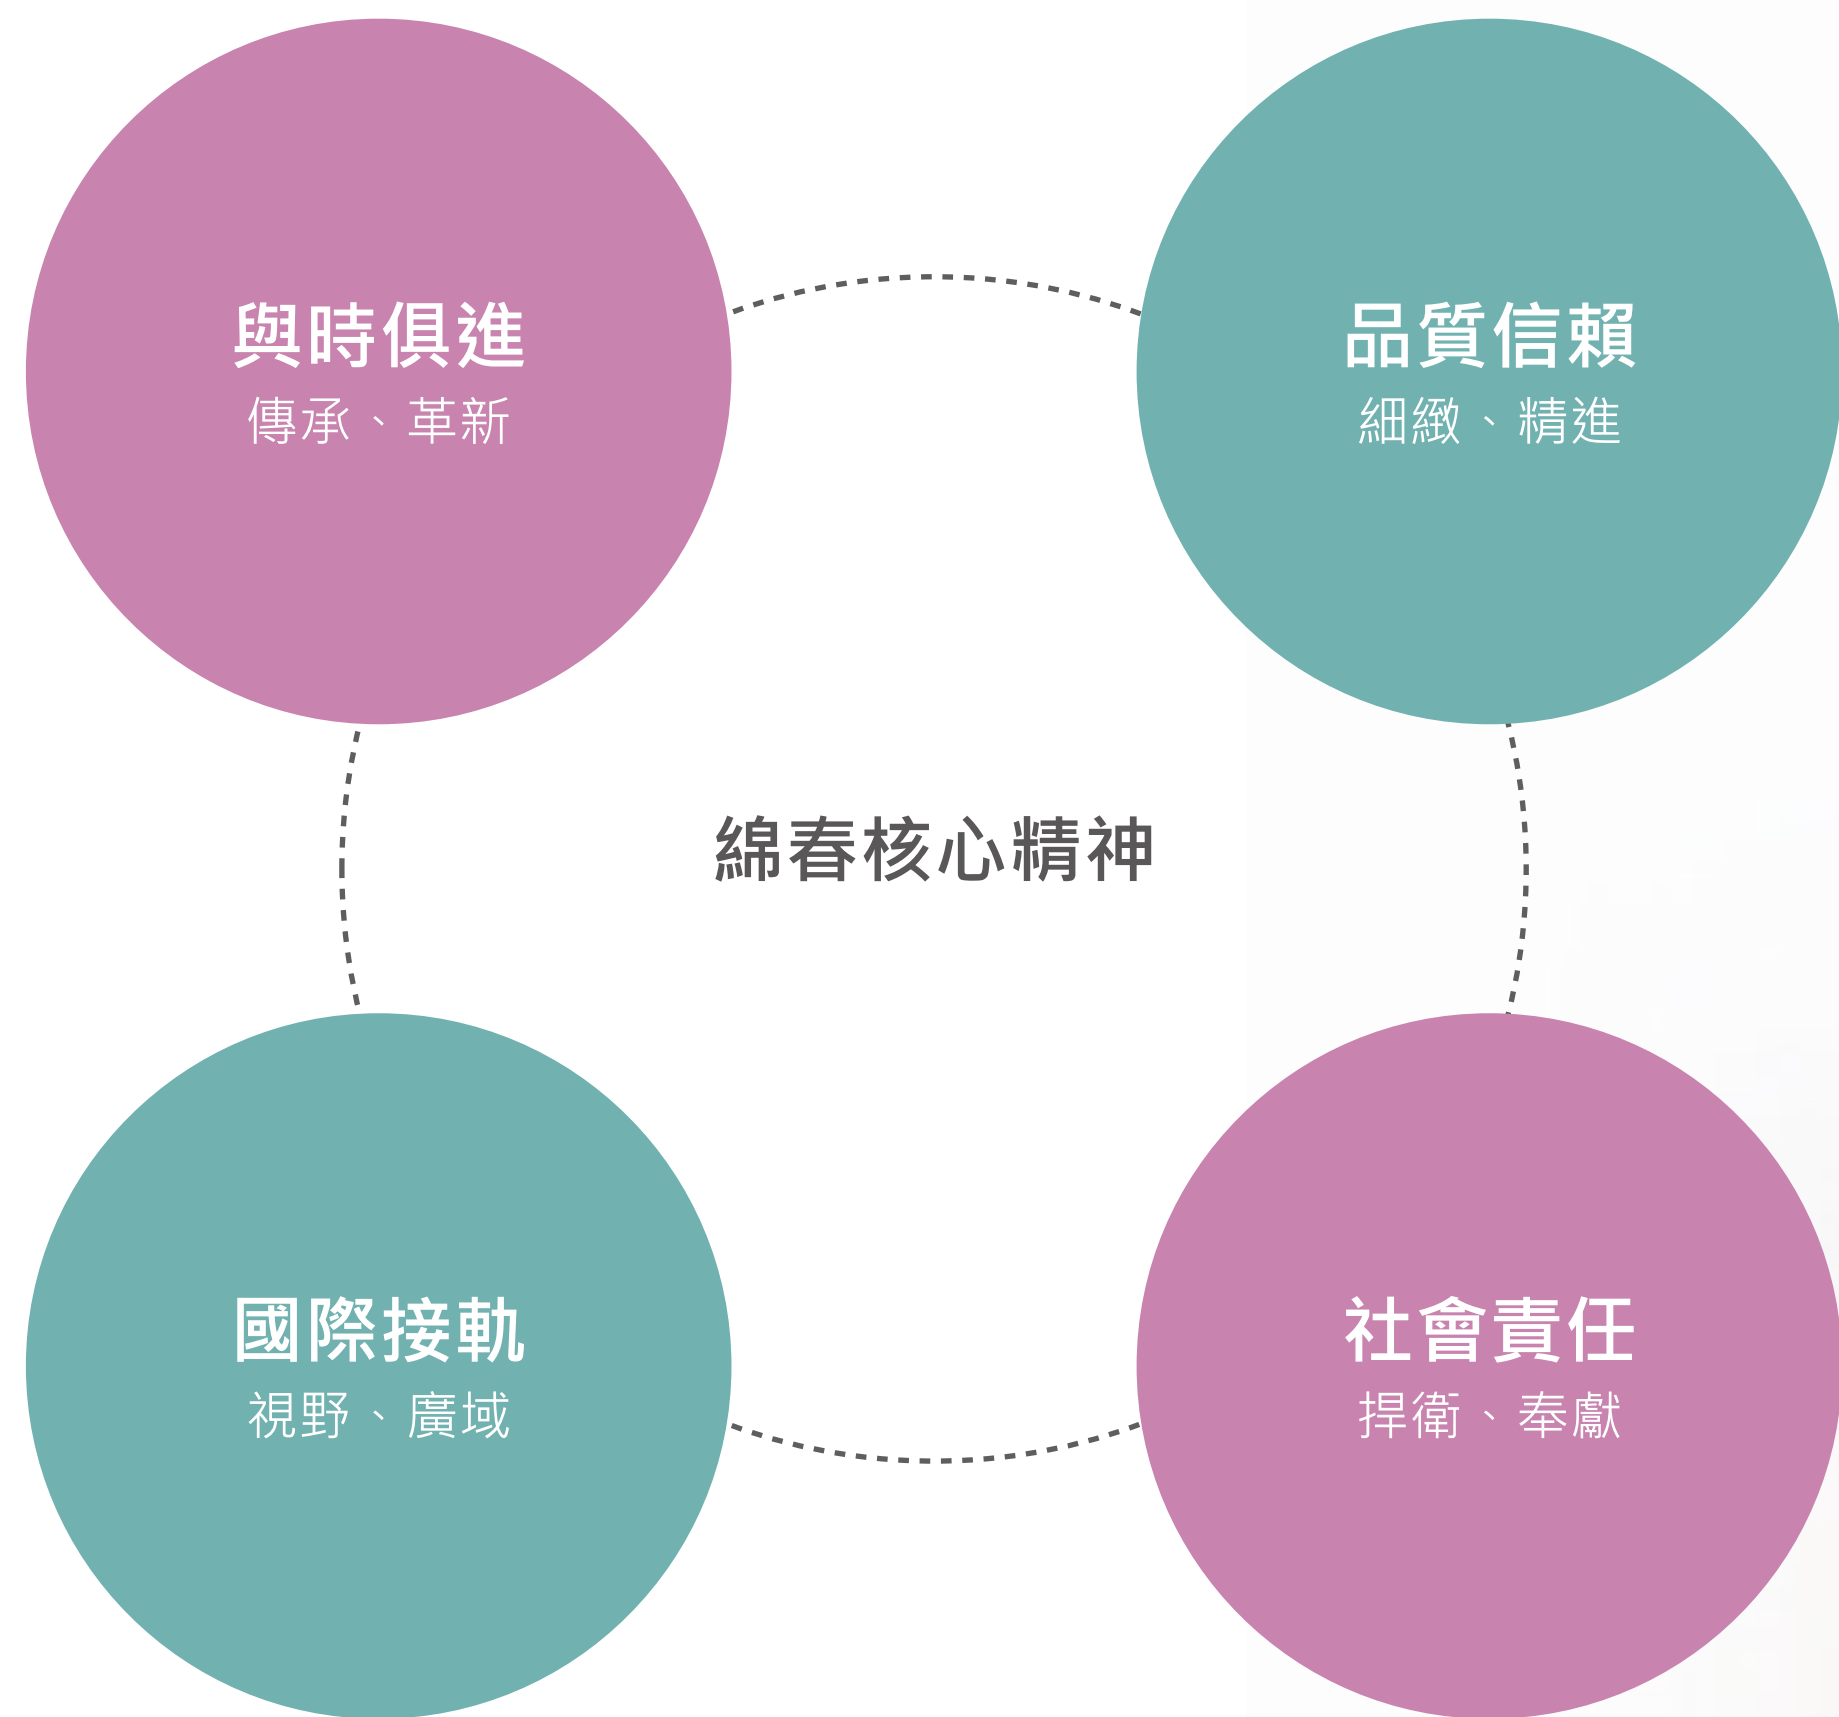 與時俱進
傳承、革新
品質信賴
細緻、精進
綿春核心精神
國際接軌
視野、廣域
社會責任
捍衛、奉獻